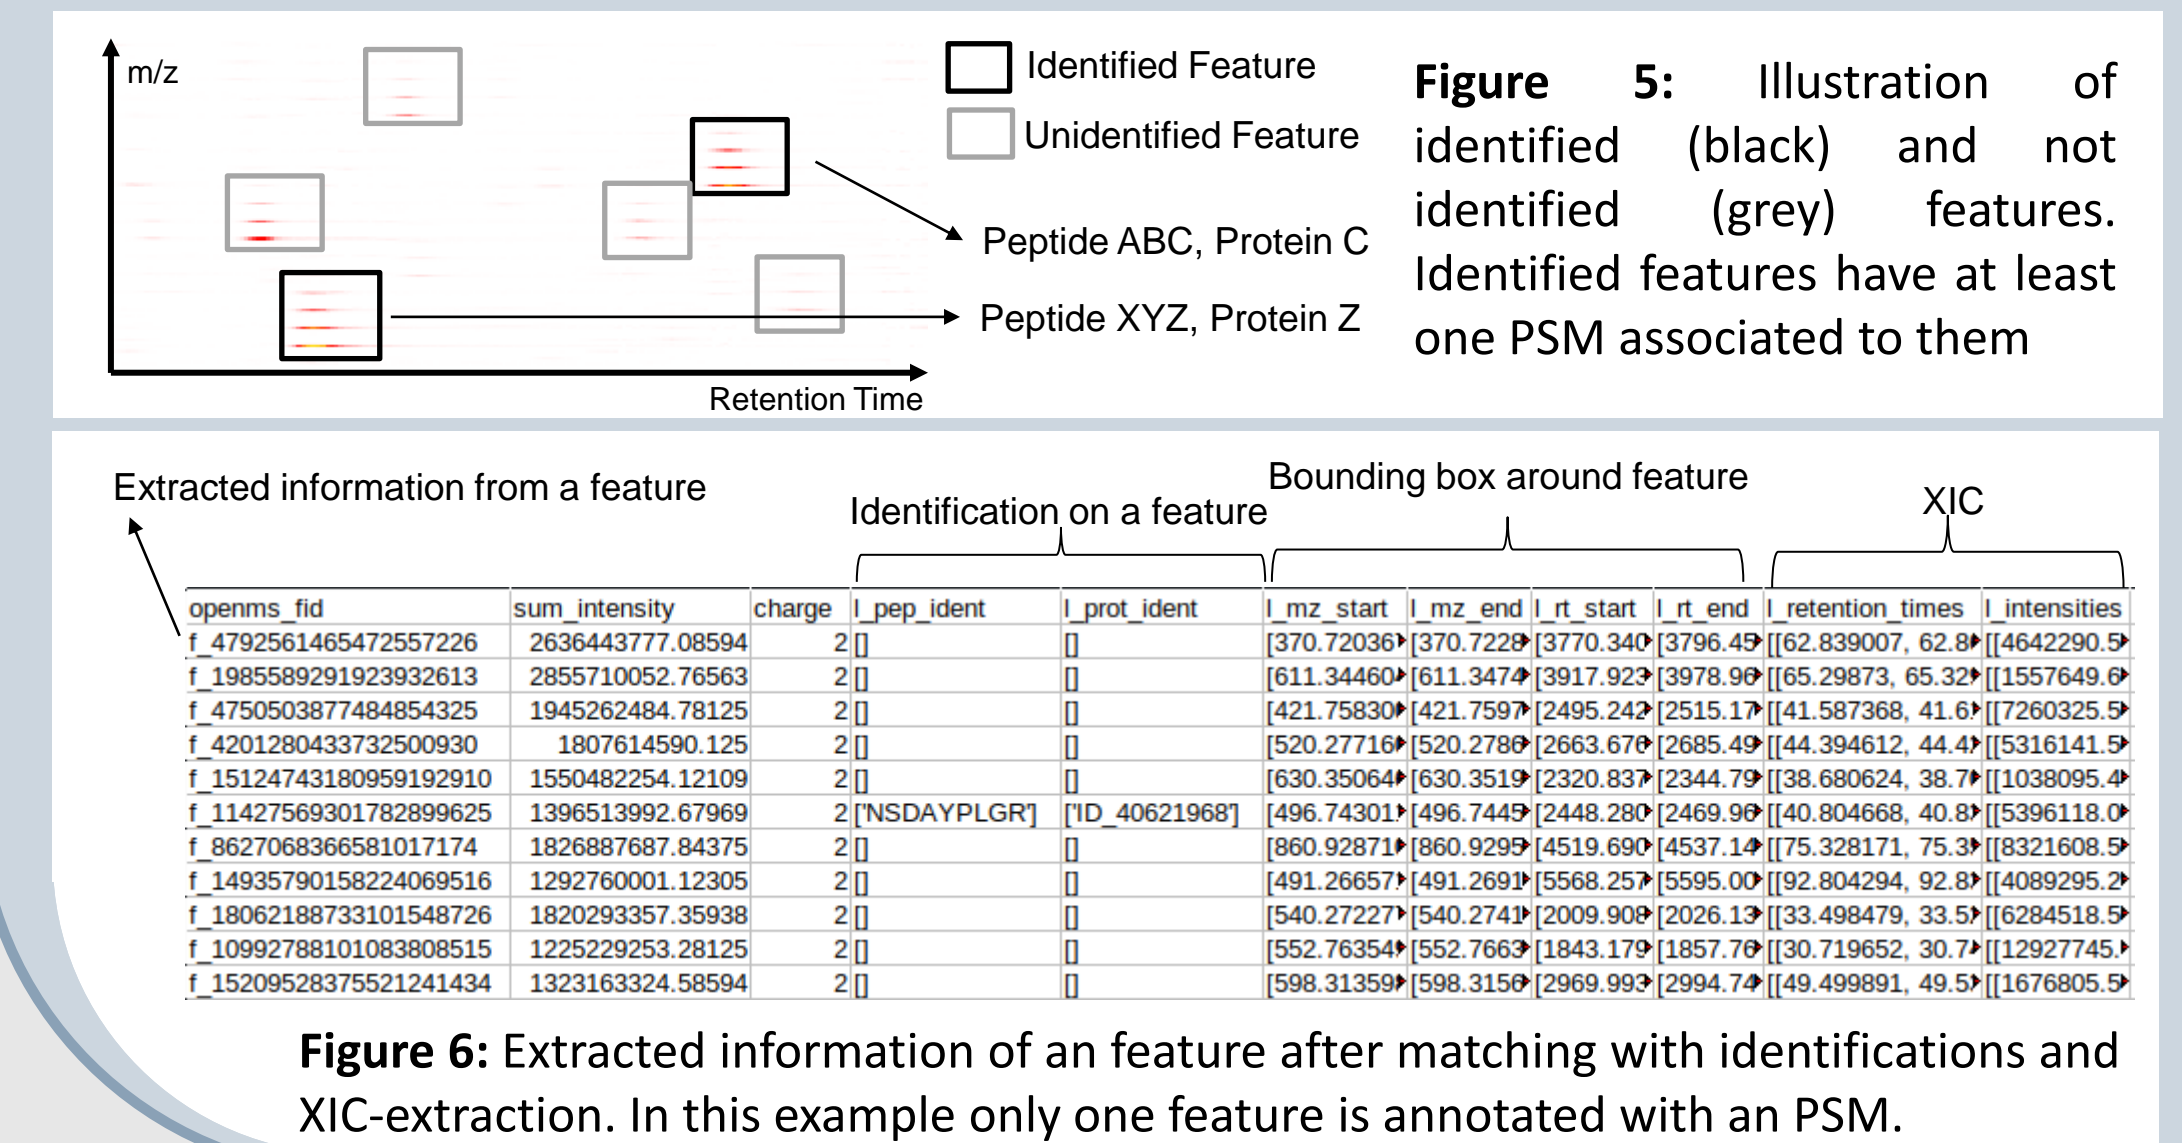 m/z
Identified Feature
Unidentified Feature
Peptide ABC, Protein C
Peptide XYZ, Protein Z
Retention Time
Figure 5: Illustration of
identified (black) and not
identified (grey) features.
Identified features have at least
one PSM associated to them
Extracted information from a feature
Identification on a feature
Bounding box around feature
XIC
openms_fid sum_intensity charge l_pep_ident l_prot_ident l_mz_start l_mz_end l_rt_start l_rt_end l_retention_times l_intensities
f_4792561465472557226 2636443777.08594 2 [] [] [370.72036 [370.7228 [3770.340 [3796.45 [[62.839007, 62.8 [[4642290.5
f_1985589291923932613 2855710052.76563 2 [] [] [611.34460 [611.3474 [3917.923 [3978.96 [[65.29873, 65.32 [[1557649.6
f_4750503877484854325 1945262484.78125 2 [] [] [421.75830 [421.7597 [2495.242 [2515.17 [[41.587368, 41.6 [[7260325.5
f_4201280433732500930 1807614590.125 2 [] [] [520.27716 [520.2786 [2663.676 [2685.49 [[44.394612, 44.4 [[5316141.5
f_15124743180959192910 1550482254.12109 2 [] [] [630.35064 [630.3519 [2320.837 [2344.79 [[38.680624, 38.7 [[1038095.4
f_11427569301782899625 1396513992.67969 2 ['NSDAYPLGR'] ['ID_40621968'] [496.74301 [496.7445 [2448.280 [2469.96 [[40.804668, 40.8 [[5396118.0
f_8627068366581017174 1826887687.84375 2 [] [] [860.92871 [860.9295 [4519.690 [4537.14 [[75.328171, 75.3 [[8321608.5
f_14935790158224069516 1292760001.12305 2 [] [] [491.26657 [491.2691 [5568.257 [5595.00 [[92.804294, 92.8 [[4089295.2
f_18062188733101548726 1820293357.35938 2 [] [] [540.27227 [540.2741 [2009.908 [2026.13 [[33.498479, 33.5 [[6284518.5
f_10992788101083808515 1225229253.28125 2 [] [] [552.76354 [552.7663 [1843.179 [1857.76 [[30.719652, 30.7 [[12927745.
f_15209528375521241434 1323163324.58594 2 [] [] [598.31359 [598.3156 [2969.993 [2994.74 [[49.499891, 49.5 [[1676805.5
Figure 6: Extracted information of an feature after matching with identifications and
XIC-extraction. In this example only one feature is annotated with an PSM.